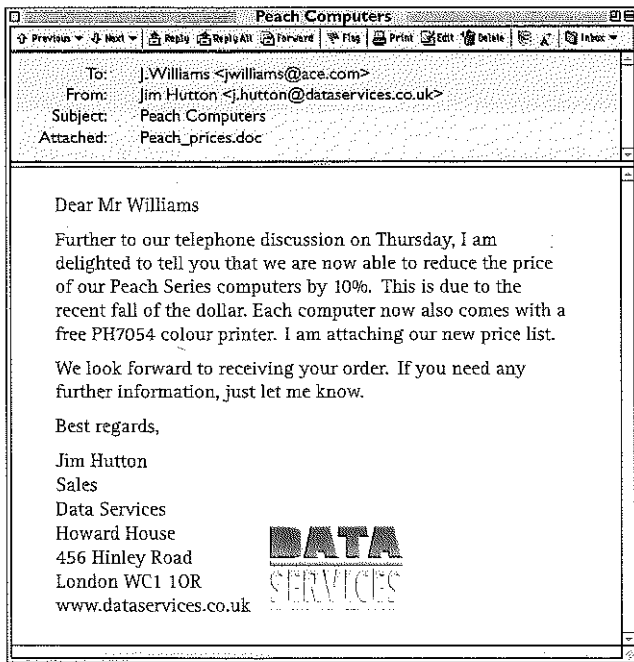 Peach Computers
Previous Next Reply Reply All Forward Flag Print Edit Delete Inbox
To: J.Williams <jwilliams@ace.com>
From: Jim Hutton <j.hutton@dataservices.co.uk>
Subject: Peach Computers
Attached: Peach_prices.doc
Dear Mr Williams
Further to our telephone discussion on Thursday, I am
delighted to tell you that we are now able to reduce the price
of our Peach Series computers by 10%. This is due to the
recent fall of the dollar. Each computer now also comes with a
free PH7054 colour printer. I am attaching our new price list.
We look forward to receiving your order. If you need any
further information, just let me know.
Best regards,
Jim Hutton
Sales
Data Services
Howard House
456 Hinley Road
London WC1 1OR
www.dataservices.co.uk
DATA
SERVICES